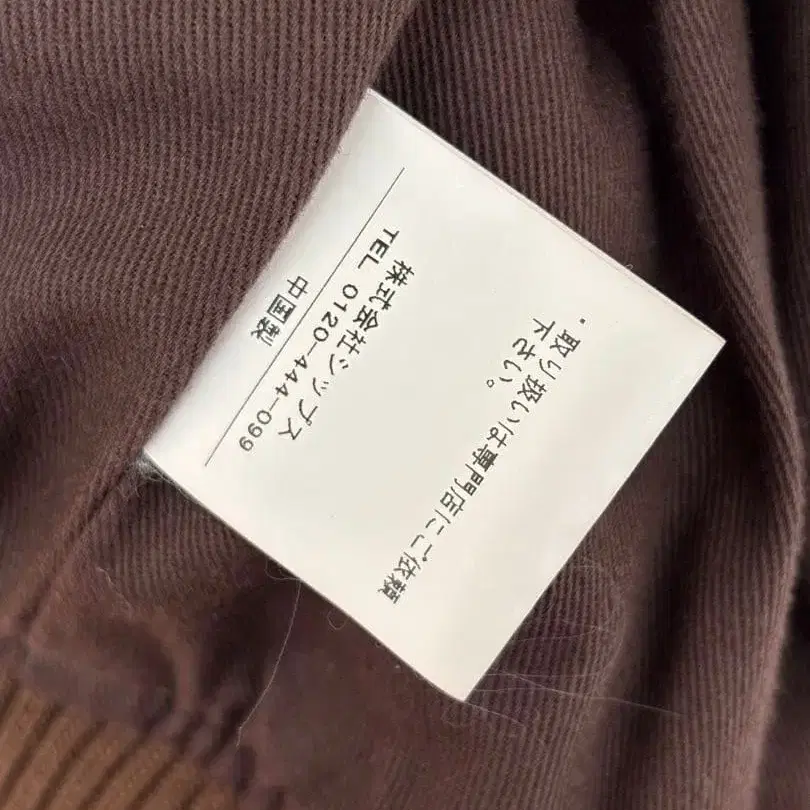 ・取り扱いは専門店にご依頼
下さい。
株式会社シップス
TEL 0120-444-099
中国製